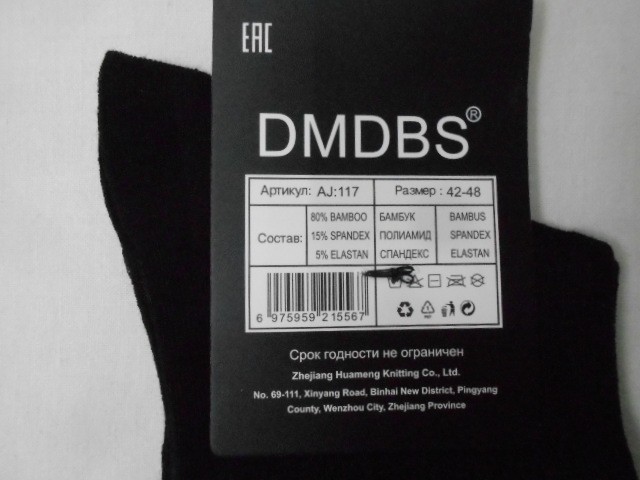 EAC
DMDBS®
Артикул: AJ:117 Размер : 42-48
Состав:
80% BAMBOO БАМБУК BAMBUS
15% SPANDEX ПОЛИАМИД SPANDEX
5% ELASTAN СПАНДЕКС ELASTAN
6 975959 215567
Срок годности не ограничен
Zhejiang Huameng Knitting Co., Ltd.
No. 69-111, Xinyang Road, Binhai New District, Pingyang
County, Wenzhou City, Zhejiang Province